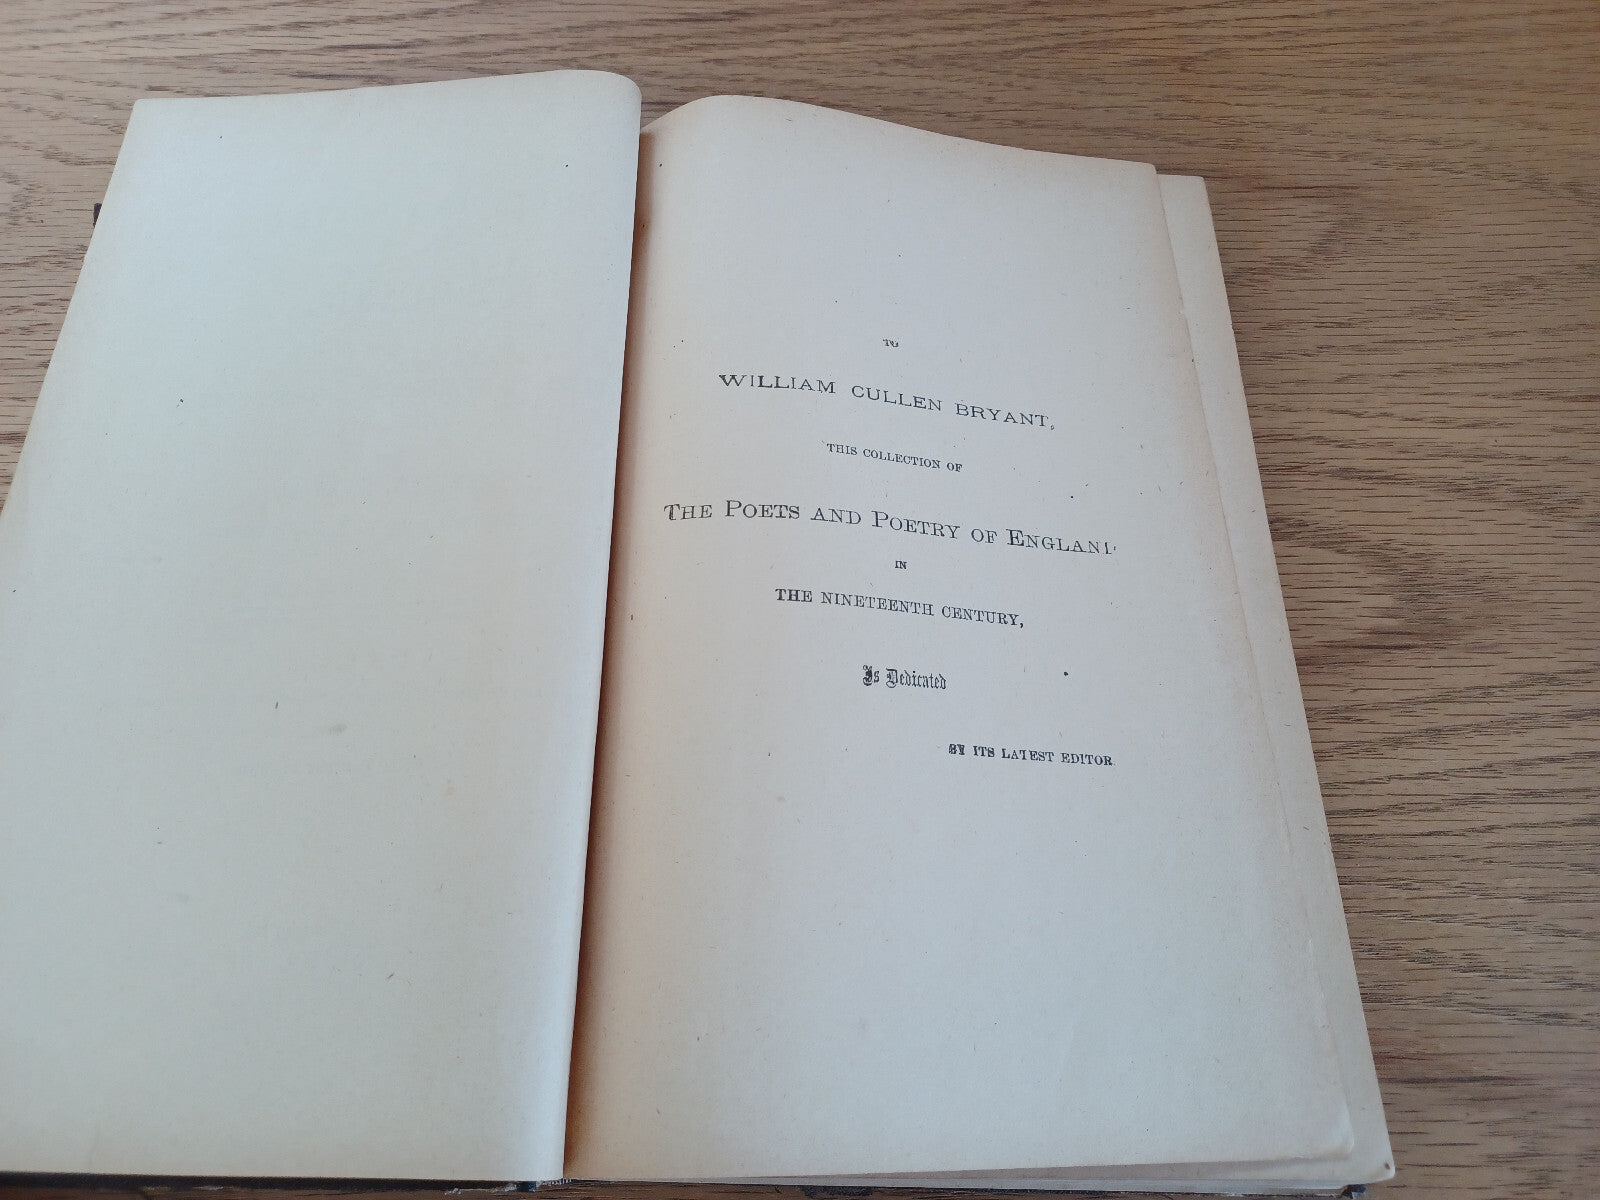 TO
WILLIAM CULLEN BRYANT,
THIS COLLECTION OF
THE POETS AND POETRY OF ENGLAND
IN
THE NINETEENTH CENTURY,
Is Dedicated
BY ITS LATEST EDITOR